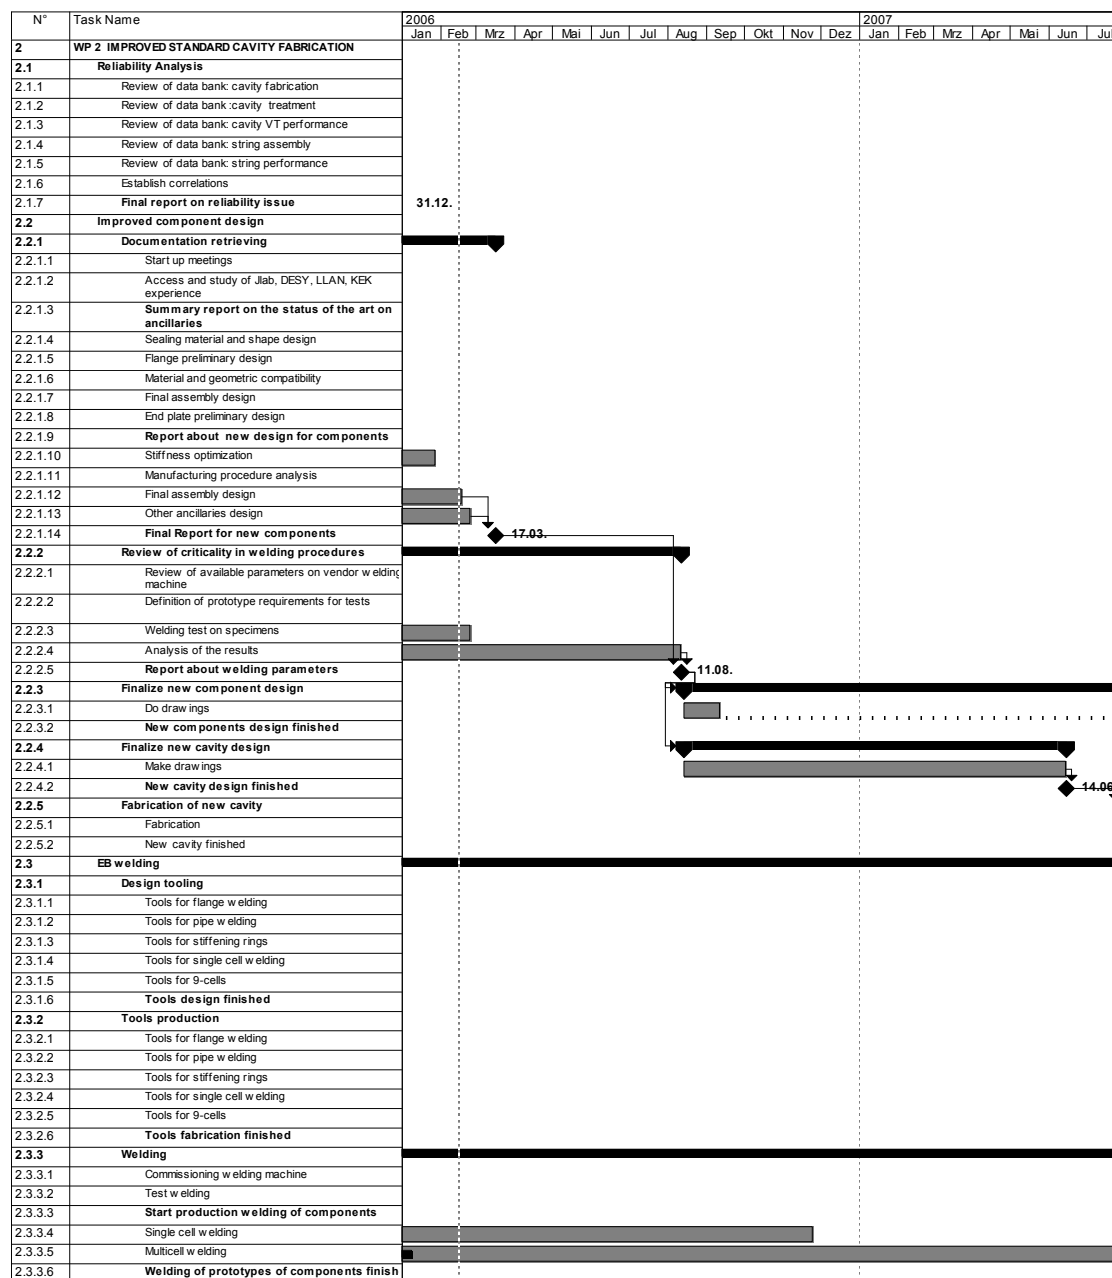 N° Task Name 2006 2007
Jan Feb Mrz Apr Mai Jun Jul Aug Sep Okt Nov Dez Jan Feb Mrz Apr Mai Jun Jul
2 WP 2 IMPROVED STANDARD CAVITY FABRICATION
2.1 Reliability Analysis
2.1.1 Review of data bank: cavity fabrication
2.1.2 Review of data bank :cavity treatment
2.1.3 Review of data bank: cavity VT performance
2.1.4 Review of data bank: string assembly
2.1.5 Review of data bank: string performance
2.1.6 Establish correlations
2.1.7 Final report on reliability issue 31.12.
2.2 Improved component design
2.2.1 Documentation retrieving
2.2.1.1 Start up meetings
2.2.1.2 Access and study of Jlab, DESY, LLAN, KEK
experience
2.2.1.3 Summary report on the status of the art on
ancillaries
2.2.1.4 Sealing material and shape design
2.2.1.5 Flange preliminary design
2.2.1.6 Material and geometric compatibility
2.2.1.7 Final assembly design
2.2.1.8 End plate preliminary design
2.2.1.9 Report about new design for components
2.2.1.10 Stiffness optimization
2.2.1.11 Manufacturing procedure analysis
2.2.1.12 Final assembly design
2.2.1.13 Other ancillaries design
2.2.1.14 Final Report for new components 17.03.
2.2.2 Review of criticality in welding procedures
2.2.2.1 Review of available parameters on vendor welding
machine
2.2.2.2 Definition of prototype requirements for tests
2.2.2.3 Welding test on specimens
2.2.2.4 Analysis of the results
2.2.2.5 Report about welding parameters 11.08.
2.2.3 Finalize new component design
2.2.3.1 Do drawings
2.2.3.2 New components design finished
2.2.4 Finalize new cavity design
2.2.4.1 Make drawings
2.2.4.2 New cavity design finished 14.06
2.2.5 Fabrication of new cavity
2.2.5.1 Fabrication
2.2.5.2 New cavity finished
2.3 EB welding
2.3.1 Design tooling
2.3.1.1 Tools for flange welding
2.3.1.2 Tools for pipe welding
2.3.1.3 Tools for stiffening rings
2.3.1.4 Tools for single cell welding
2.3.1.5 Tools for 9-cells
2.3.1.6 Tools design finished
2.3.2 Tools production
2.3.2.1 Tools for flange welding
2.3.2.2 Tools for pipe welding
2.3.2.3 Tools for stiffening rings
2.3.2.4 Tools for single cell welding
2.3.2.5 Tools for 9-cells
2.3.2.6 Tools fabrication finished
2.3.3 Welding
2.3.3.1 Commissioning welding machine
2.3.3.2 Test welding
2.3.3.3 Start production welding of components
2.3.3.4 Single cell welding
2.3.3.5 Multicell welding
2.3.3.6 Welding of prototypes of components finish